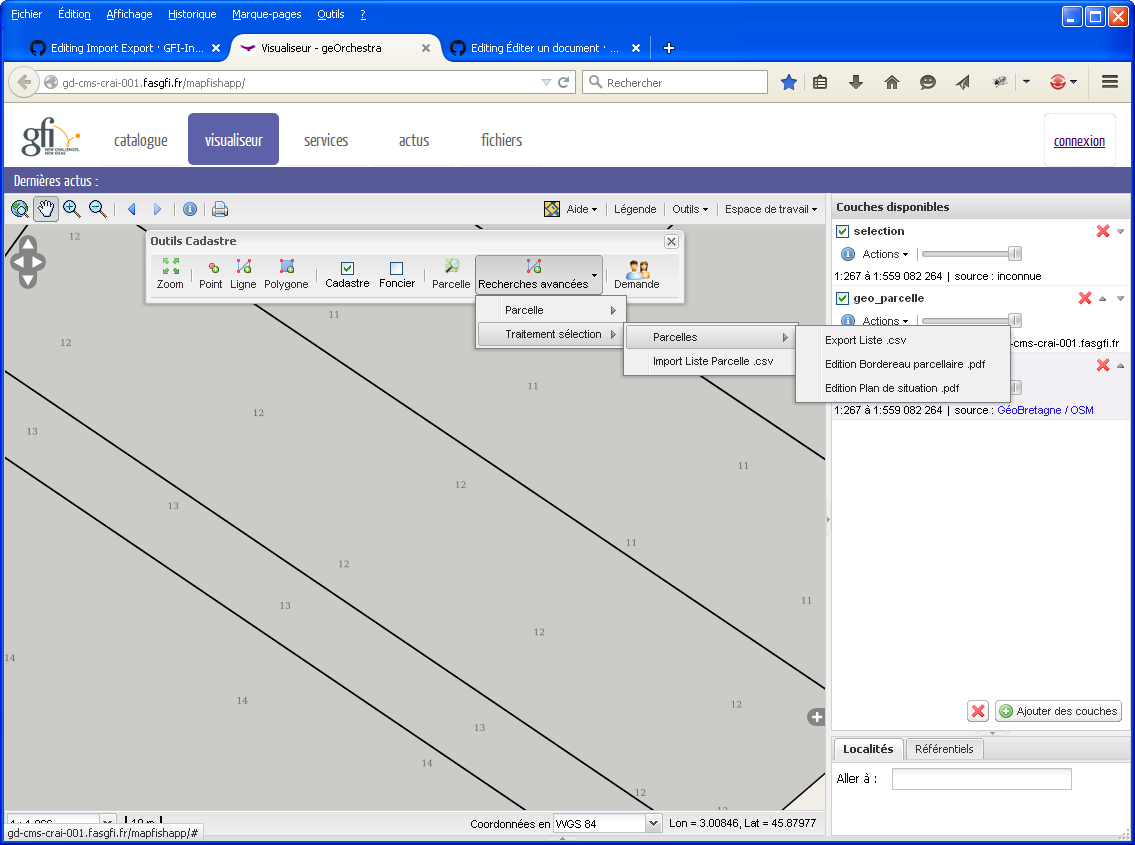 Fichier Édition Affichage Historique Marque-pages Outils ?
Editing Import Export · GFI-In...
Visualiseur - geOrchestra
Editing Éditer un document · ...
gd-cms-crai-001.fasgfi.fr/mapfishapp/
Rechercher
gfi
NEW CHALLENGES, NEW IDEAS
catalogue visualiseur services actus fichiers
connexion
Dernières actus :
Aide Légende Outils Espace de travail
Outils Cadastre
Zoom Point Ligne Polygone Cadastre Foncier Parcelle Recherches avancées Demande
Parcelle
Traitement sélection
Parcelles
Import Liste Parcelle .csv
Export Liste .csv
Edition Bordereau parcellaire .pdf
Edition Plan de situation .pdf
12
11
12
11
12
13
11
12
13
11
12
13
11
12
14
14
12
13
14
12
Couches disponibles
selection
Actions
1:267 à 1:559 082 264 | source : inconnue
geo_parcelle
Actions
-cms-crai-001.fasgfi.fr
1:267 à 1:559 082 264 | source : GéoBretagne / OSM
Ajouter des couches
Localités Référentiels
Aller à :
gd-cms-crai-001.fasgfi.fr/mapfishapp/#
Coordonnées en WGS 84 Lon = 3.00846, Lat = 45.87977